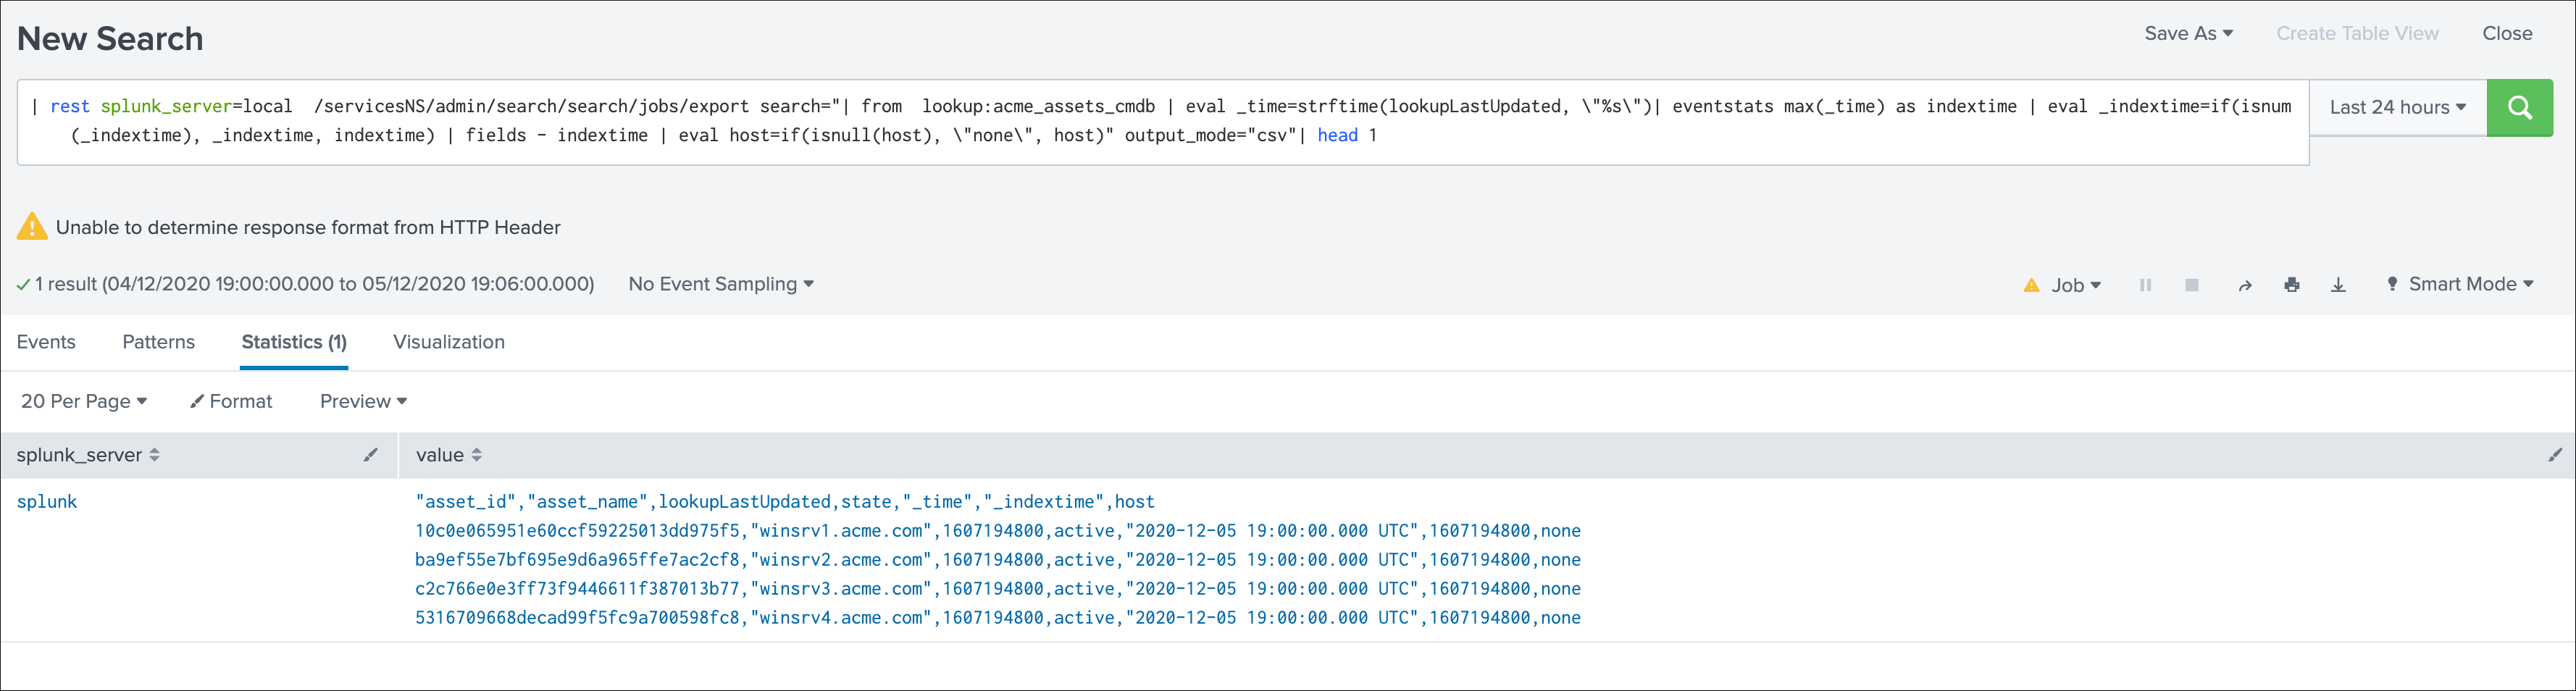 New Search
Save As
Create Table View
Close
| rest splunk_server=local  /servicesNS/admin/search/search/jobs/export search="| from  lookup:acme_assets_cmdb | eval _time=strftime(lookupLastUpdated, \"%s\")| eventstats max(_time) as indextime | eval _indextime=if(isnum
(_indextime), _indextime, indextime) | fields - indextime | eval host=if(isnull(host), \"none\", host)" output_mode="csv"| head 1
Last 24 hours
Unable to determine response format from HTTP Header
1 result (04/12/2020 19:00:00.000 to 05/12/2020 19:06:00.000)
No Event Sampling
Job
Smart Mode
Events
Patterns
Statistics (1)
Visualization
20 Per Page
Format
Preview
splunk_server
value
splunk
"asset_id","asset_name",lookupLastUpdated,state,"_time","_indextime",host
10c0e065951e60ccf59225013dd975f5,"winsrv1.acme.com",1607194800,active,"2020-12-05 19:00:00.000 UTC",1607194800,none
ba9ef55e7bf695e9d6a965ffe7ac2cf8,"winsrv2.acme.com",1607194800,active,"2020-12-05 19:00:00.000 UTC",1607194800,none
c2c766e0e3ff73f9446611f387013b77,"winsrv3.acme.com",1607194800,active,"2020-12-05 19:00:00.000 UTC",1607194800,none
5316709668decad99f5fc9a700598fc8,"winsrv4.acme.com",1607194800,active,"2020-12-05 19:00:00.000 UTC",1607194800,none